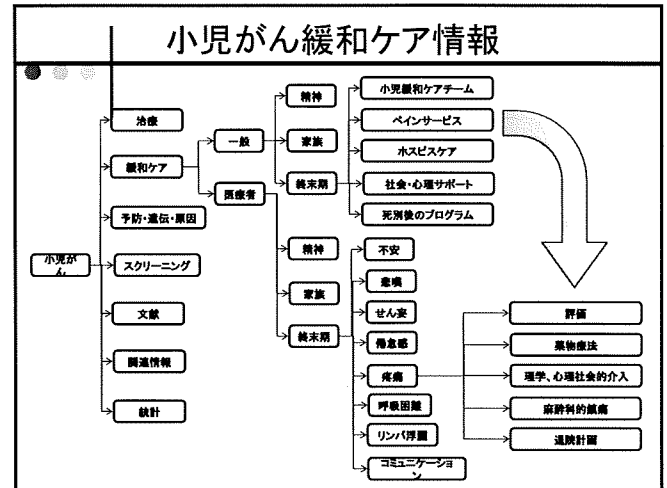 小児がん緩和ケア情報
小児が
ん
治療
緩和ケア
予防・遺伝・原因
スクリーニング
文献
関連情報
統計
一般
医療者
精神
家族
終末期
小児緩和ケアチーム
ペインサービス
ホスピスケア
社会・心理サポート
死別後のプログラム
精神
家族
終末期
不安
悲嘆
せん妄
倦怠感
疼痛
呼吸困難
リンパ浮腫
コミュニケーショ
ン
評価
薬物療法
理学、心理社会的介入
麻酔科的鎮痛
退院計画